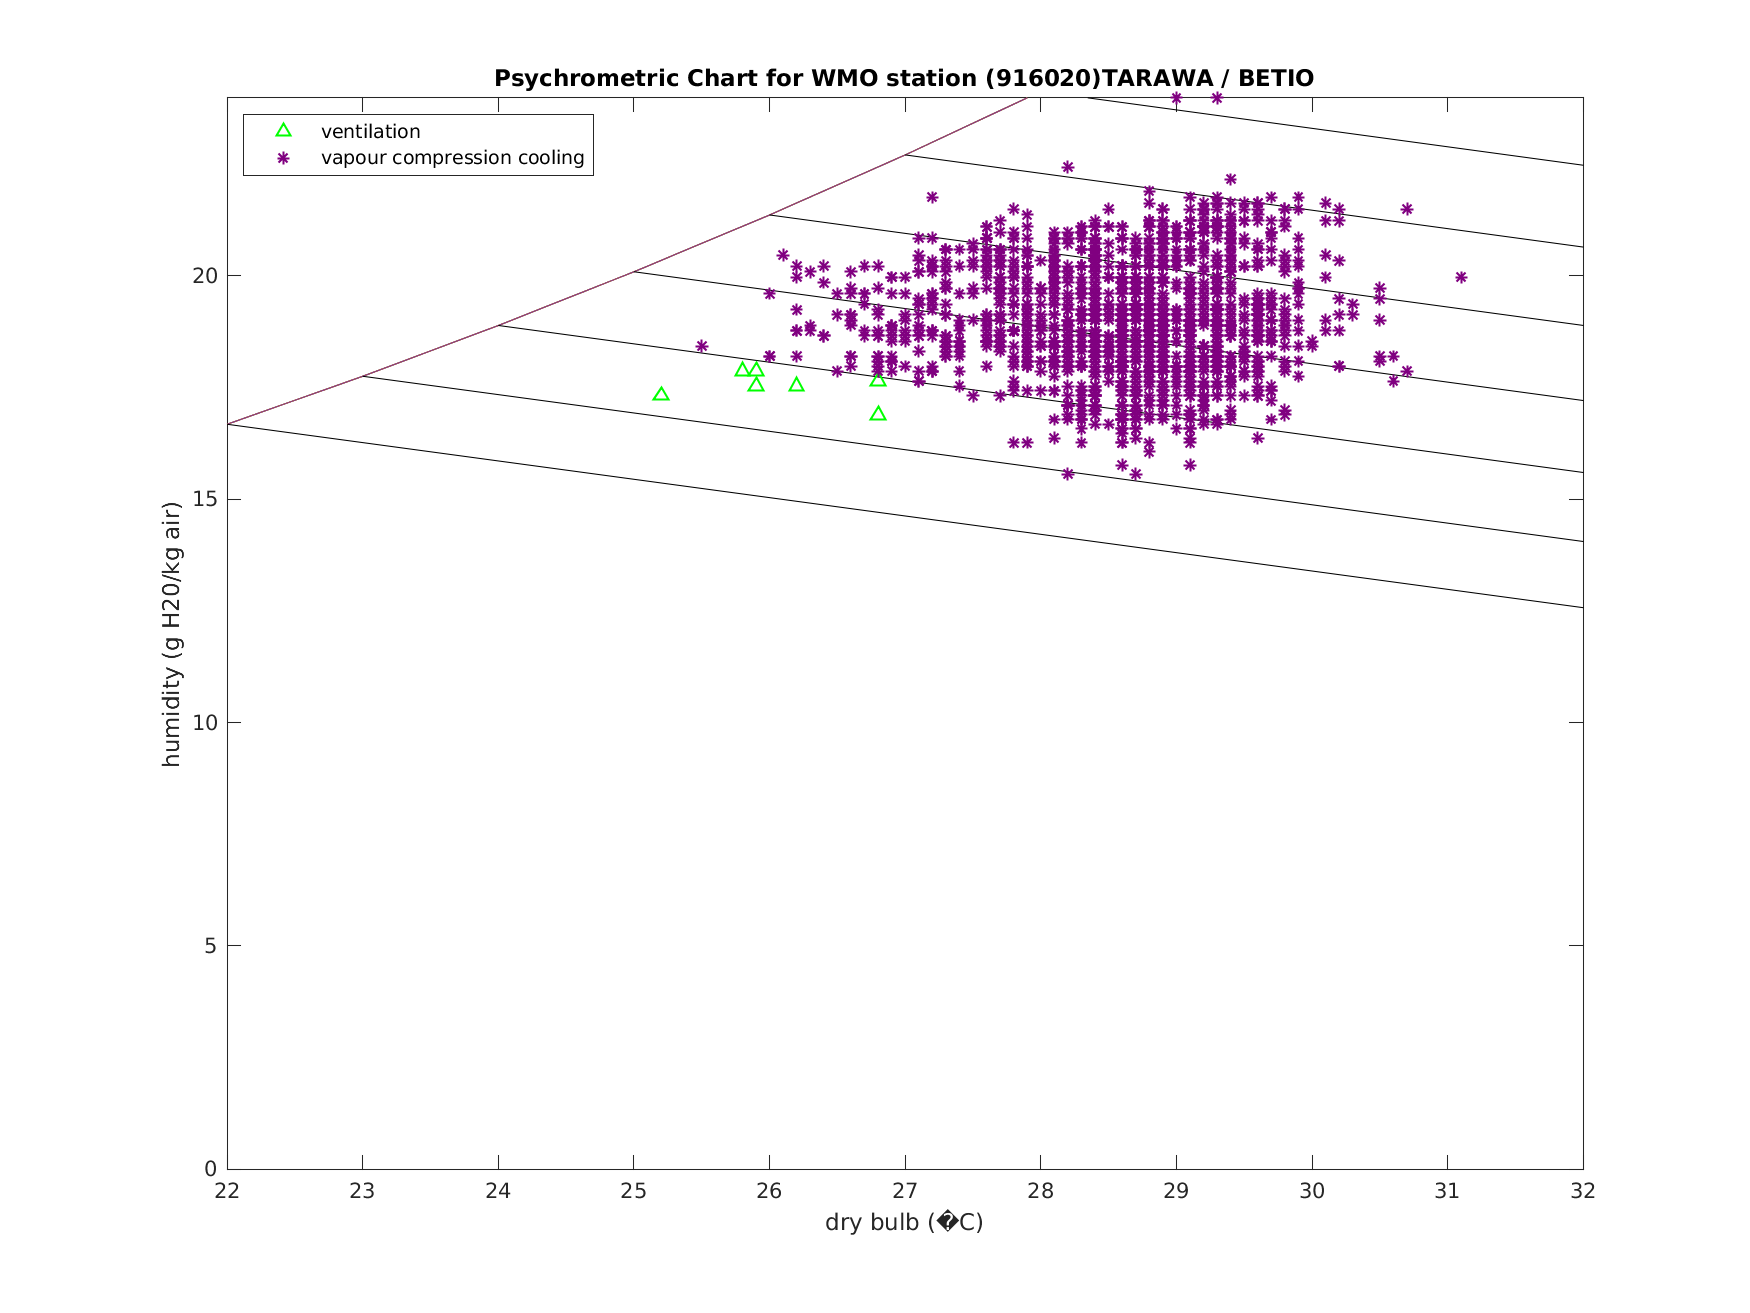 Psychrometric Chart for WMO station (916020)TARAWA / BETIO
ventilation
vapour compression cooling
humidity (g H20/kg air)
20
15
10
5
0
22 23 24 25 26 27 28 29 30 31 32
dry bulb (�C)